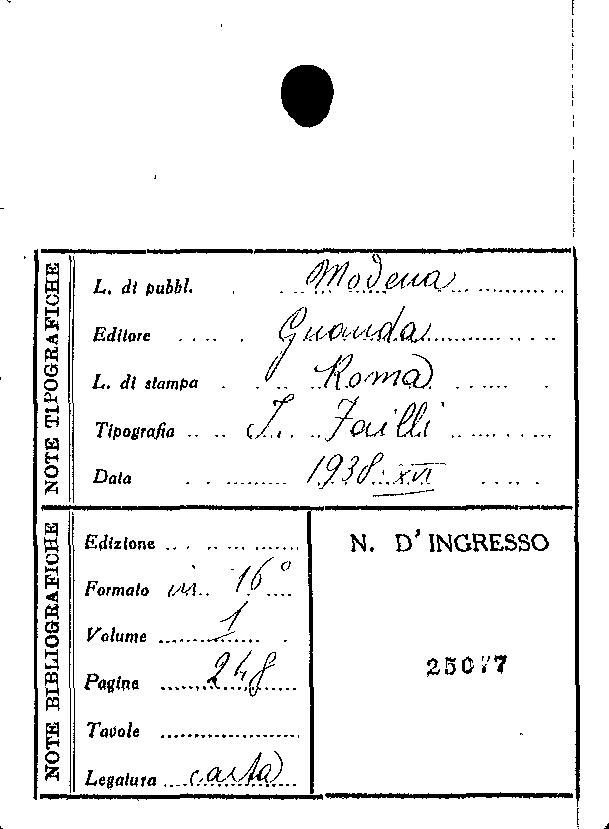 NOTE TIPOGRAFICHE
L. di pubbl. Modena
Editore Guanda
L. di stampa Roma
Tipografia I. Failli
Data 1938 XVI
NOTE BIBLIOGRAFICHE
Edizione
Formato in 16°
Volume 1
Pagine 248
Tavole
Legatura carta
N. D'INGRESSO
25077